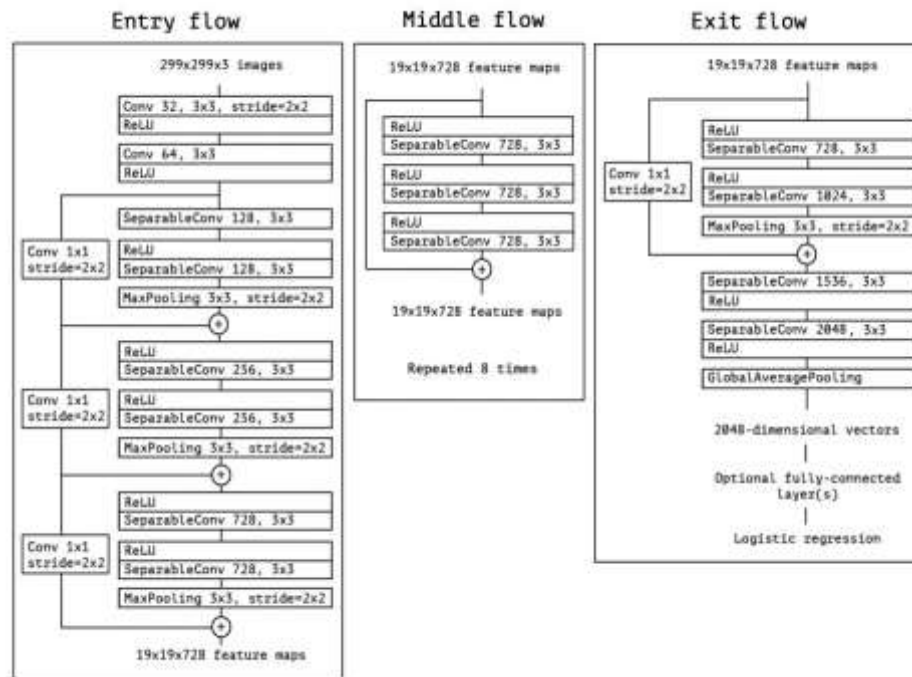 Entry flow
299x299x3 images
Conv 32, 3x3, stride=2x2
ReLU
Conv 64, 3x3
ReLU
SeparableConv 128, 3x3
Conv 1x1
stride=2x2
ReLU
SeparableConv 128, 3x3
MaxPooling 3x3, stride=2x2
+
ReLU
SeparableConv 256, 3x3
Conv 1x1
stride=2x2
ReLU
SeparableConv 256, 3x3
MaxPooling 3x3, stride=2x2
+
ReLU
SeparableConv 728, 3x3
Conv 1x1
stride=2x2
ReLU
SeparableConv 728, 3x3
MaxPooling 3x3, stride=2x2
+
19x19x728 feature maps
Middle flow
19x19x728 feature maps
ReLU
SeparableConv 728, 3x3
ReLU
SeparableConv 728, 3x3
ReLU
SeparableConv 728, 3x3
+
19x19x728 feature maps
Repeated 8 times
Exit flow
19x19x728 feature maps
ReLU
SeparableConv 728, 3x3
Conv 1x1
stride=2x2
ReLU
SeparableConv 1024, 3x3
MaxPooling 3x3, stride=2x2
+
SeparableConv 1536, 3x3
ReLU
SeparableConv 2048, 3x3
ReLU
GlobalAveragePooling
2048-dimensional vectors
Optional fully-connected
layer(s)
Logistic regression